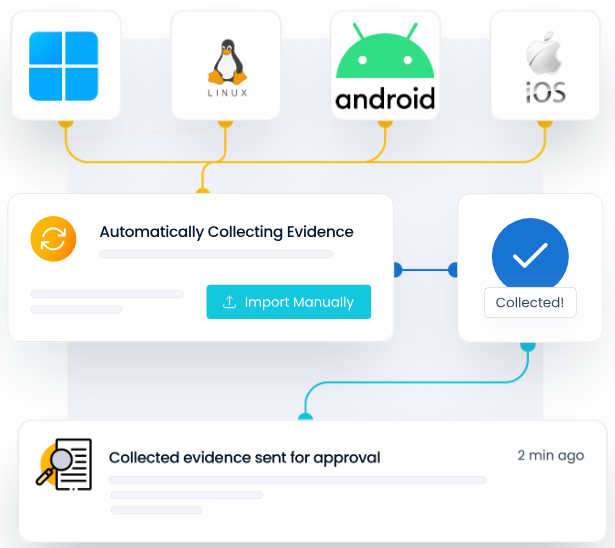 LINUX
android
iOS
Automatically Collecting Evidence
Import Manually
Collected!
Collected evidence sent for approval
2 min ago